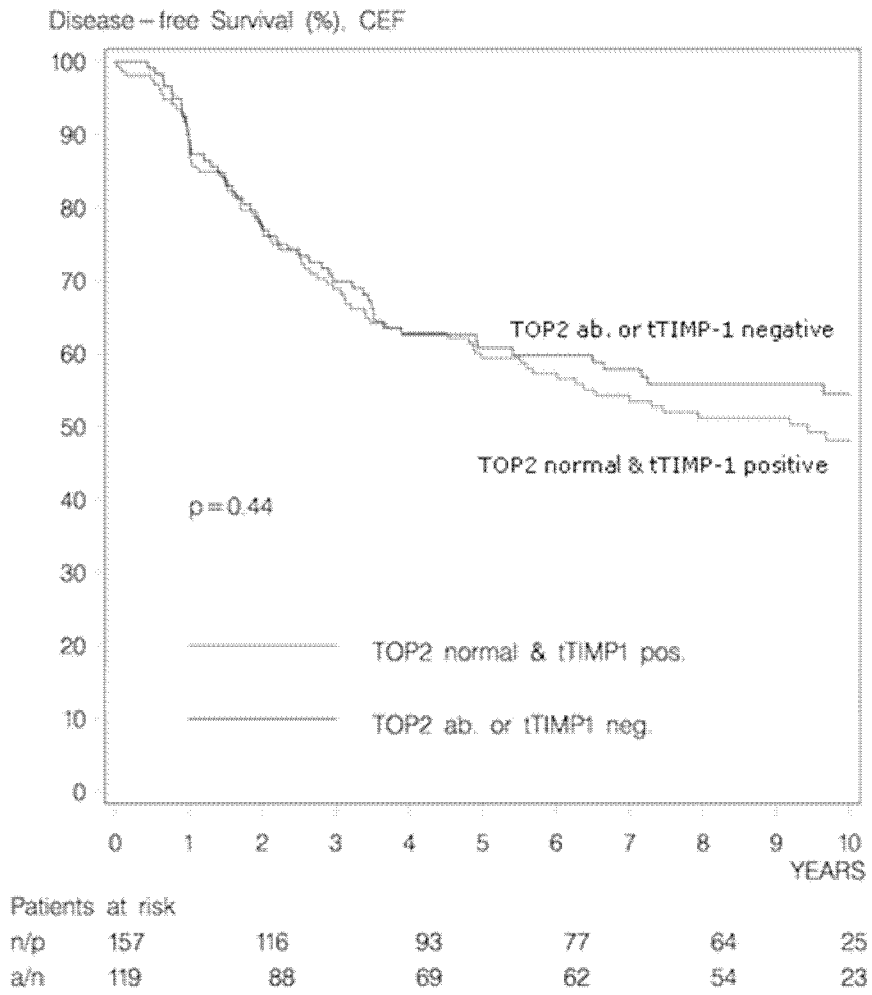 Disease-free Survival (%), CEF
100
90
80
70
60
50
40
30
20
10
0
TOP2 ab. or tTIMP-1 negative
TOP2 normal & tTIMP-1 positive
p=0.44
TOP2 normal & tTIMP1 pos.
TOP2 ab. or tTIMP1 neg.
0 1 2 3 4 5 6 7 8 9 10
YEARS
Patients at risk
n/p 157 116 93 77 64 25
a/n 119 88 69 62 54 23